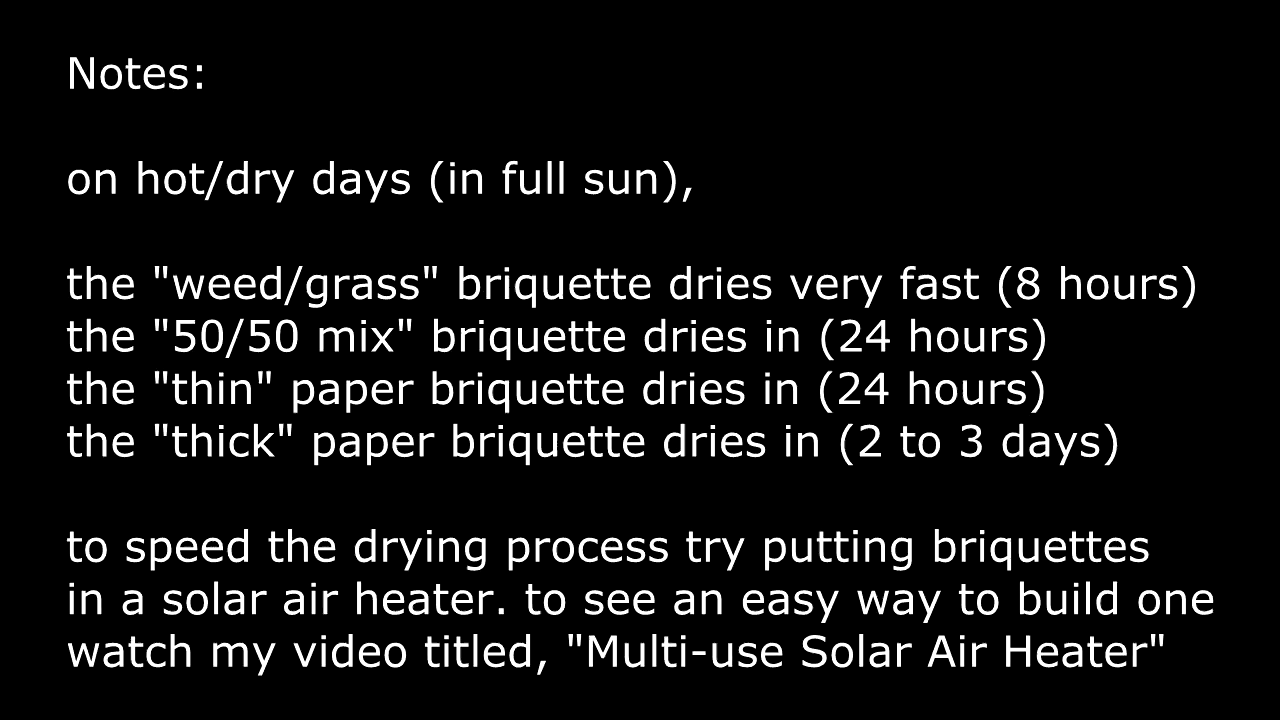 Notes:
on hot/dry days (in full sun),
the "weed/grass" briquette dries very fast (8 hours)
the "50/50 mix" briquette dries in (24 hours)
the "thin" paper briquette dries in (24 hours)
the "thick" paper briquette dries in (2 to 3 days)
to speed the drying process try putting briquettes
in a solar air heater. to see an easy way to build one
watch my video titled, "Multi-use Solar Air Heater"